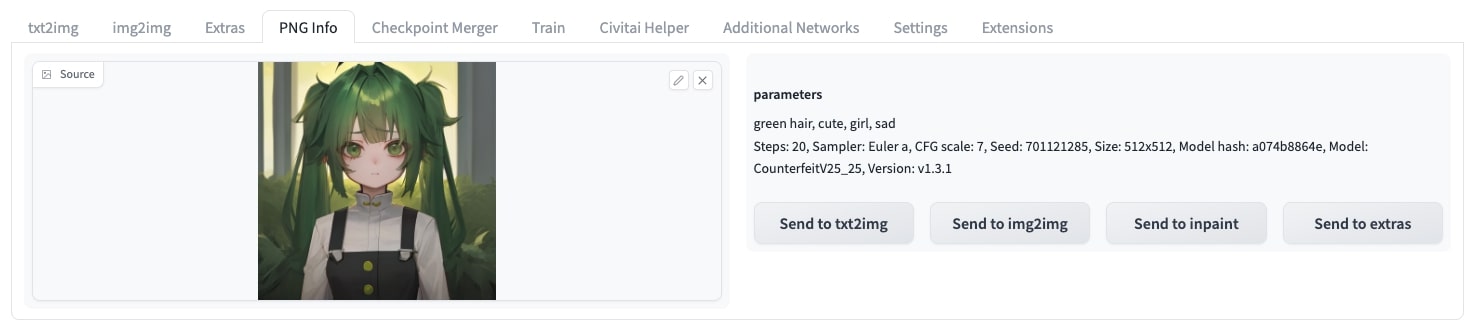 txt2img img2img Extras PNG Info Checkpoint Merger Train Civitai Helper Additional Networks Settings Extensions
Source
parameters
green hair, cute, girl, sad
Steps: 20, Sampler: Euler a, CFG scale: 7, Seed: 701121285, Size: 512x512, Model hash: a074b8864e, Model:
CounterfeitV25_25, Version: v1.3.1
Send to txt2img Send to img2img Send to inpaint Send to extras